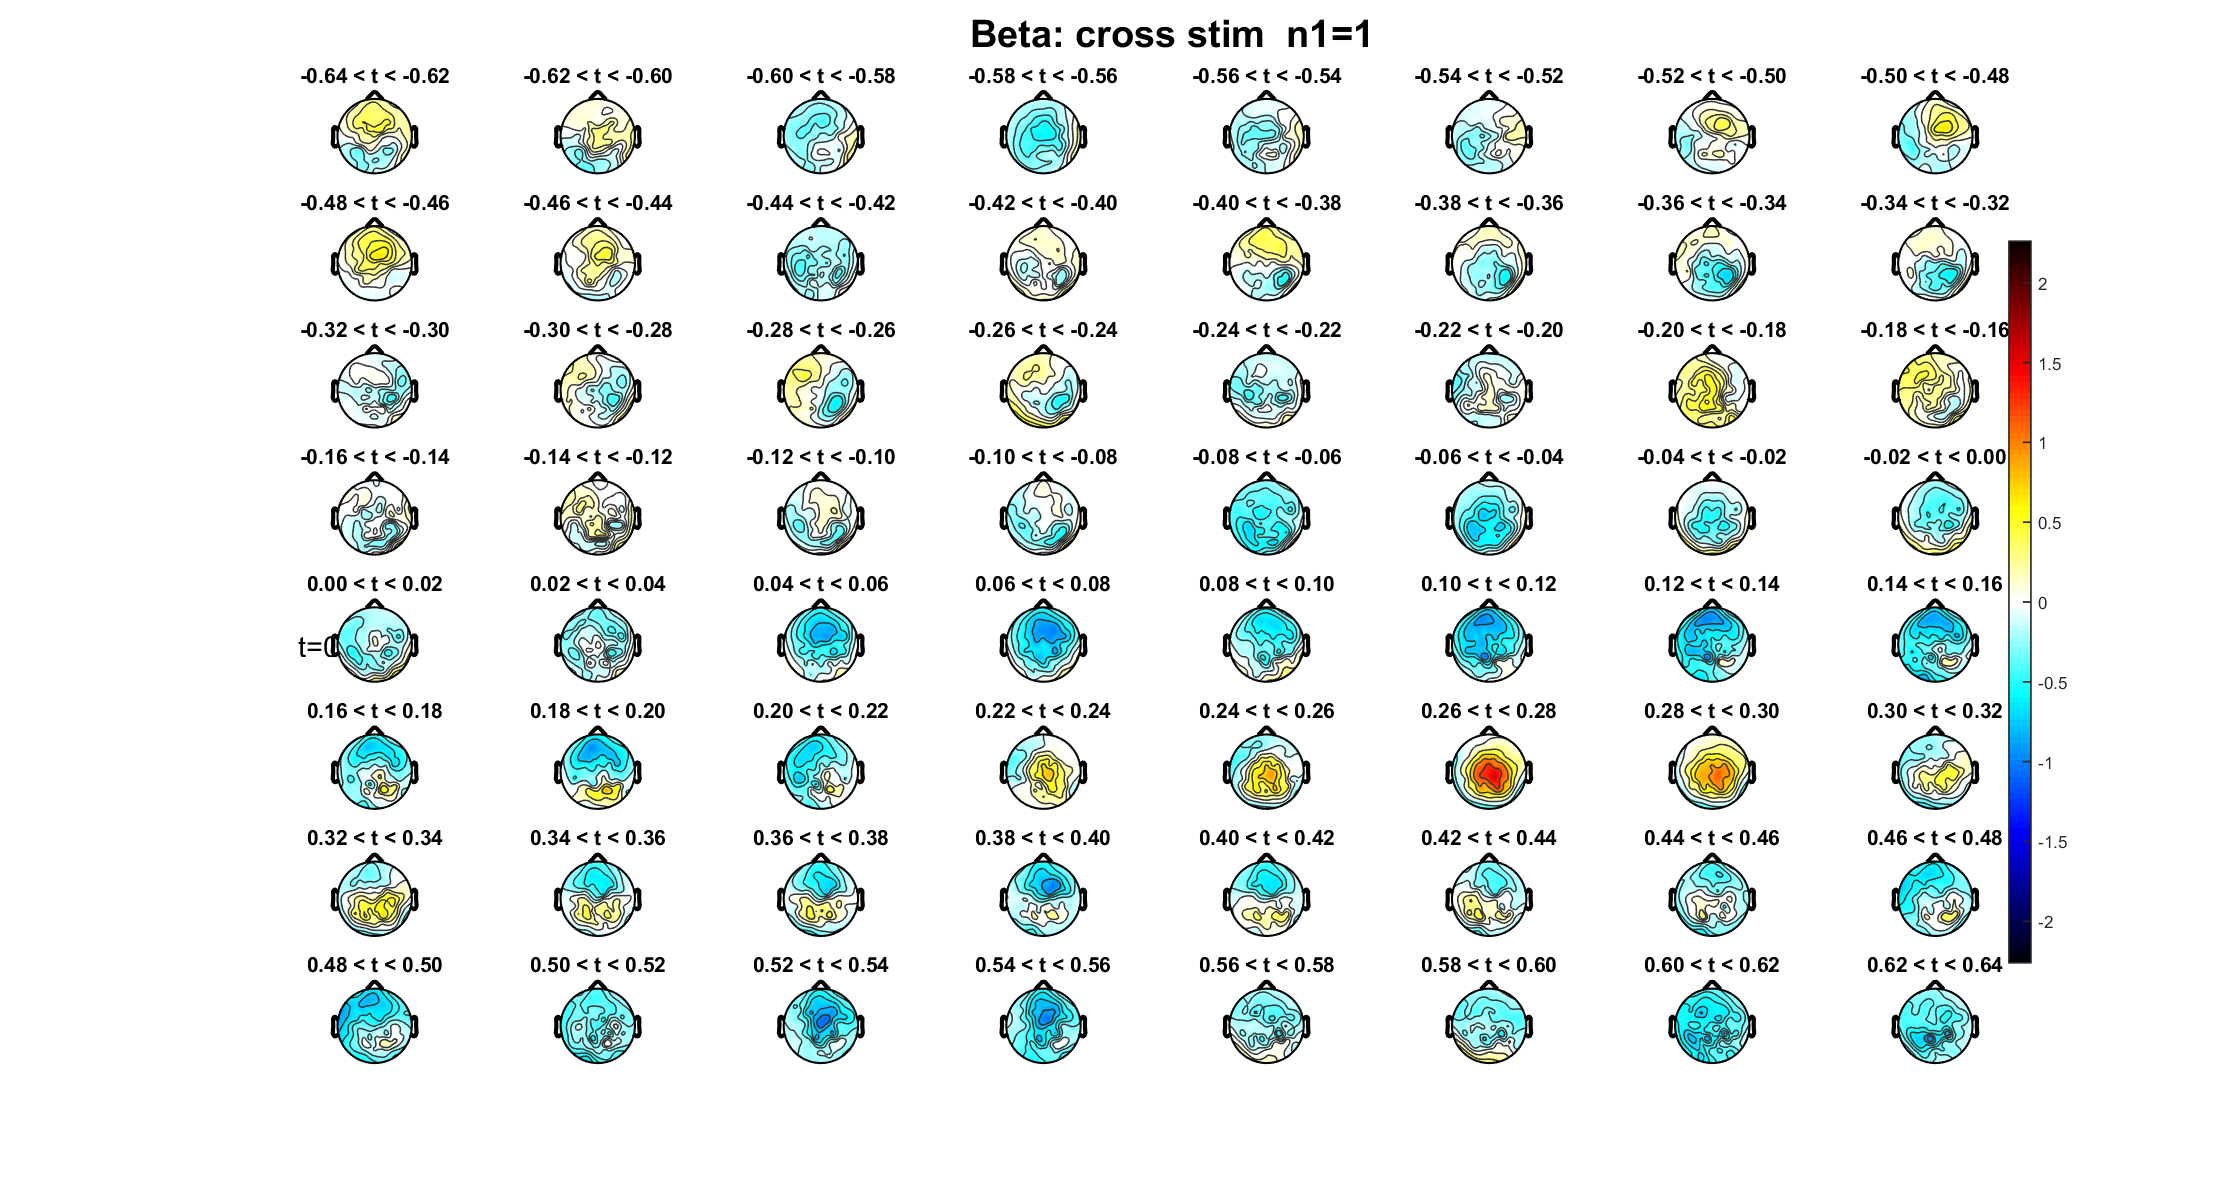 Beta: cross stim  n1=1
-0.64 < t < -0.62
-0.62 < t < -0.60
-0.60 < t < -0.58
-0.58 < t < -0.56
-0.56 < t < -0.54
-0.54 < t < -0.52
-0.52 < t < -0.50
-0.50 < t < -0.48
-0.48 < t < -0.46
-0.46 < t < -0.44
-0.44 < t < -0.42
-0.42 < t < -0.40
-0.40 < t < -0.38
-0.38 < t < -0.36
-0.36 < t < -0.34
-0.34 < t < -0.32
-0.32 < t < -0.30
-0.30 < t < -0.28
-0.28 < t < -0.26
-0.26 < t < -0.24
-0.24 < t < -0.22
-0.22 < t < -0.20
-0.20 < t < -0.18
-0.18 < t < -0.16
-0.16 < t < -0.14
-0.14 < t < -0.12
-0.12 < t < -0.10
-0.10 < t < -0.08
-0.08 < t < -0.06
-0.06 < t < -0.04
-0.04 < t < -0.02
-0.02 < t < 0.00
0.00 < t < 0.02
0.02 < t < 0.04
0.04 < t < 0.06
0.06 < t < 0.08
0.08 < t < 0.10
0.10 < t < 0.12
0.12 < t < 0.14
0.14 < t < 0.16
t=0
0.16 < t < 0.18
0.18 < t < 0.20
0.20 < t < 0.22
0.22 < t < 0.24
0.24 < t < 0.26
0.26 < t < 0.28
0.28 < t < 0.30
0.30 < t < 0.32
0.32 < t < 0.34
0.34 < t < 0.36
0.36 < t < 0.38
0.38 < t < 0.40
0.40 < t < 0.42
0.42 < t < 0.44
0.44 < t < 0.46
0.46 < t < 0.48
0.48 < t < 0.50
0.50 < t < 0.52
0.52 < t < 0.54
0.54 < t < 0.56
0.56 < t < 0.58
0.58 < t < 0.60
0.60 < t < 0.62
0.62 < t < 0.64
2
1.5
1
0.5
0
-0.5
-1
-1.5
-2